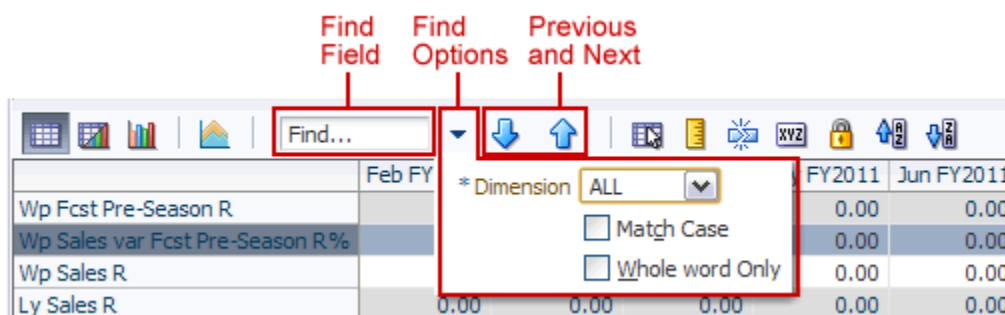 Find Field
Find Options
Previous and Next
Find...
XYZ
A Z
Z A
Feb FY
FY2011
Jun FY2011
* Dimension ALL
Match Case
Whole word Only
Wp Fcst Pre-Season R 0.00 0.00
Wp Sales var Fcst Pre-Season R% 0.00 0.00
Wp Sales R 0.00 0.00
Ly Sales R 0.00 0.00 0.00 0.00 0.00